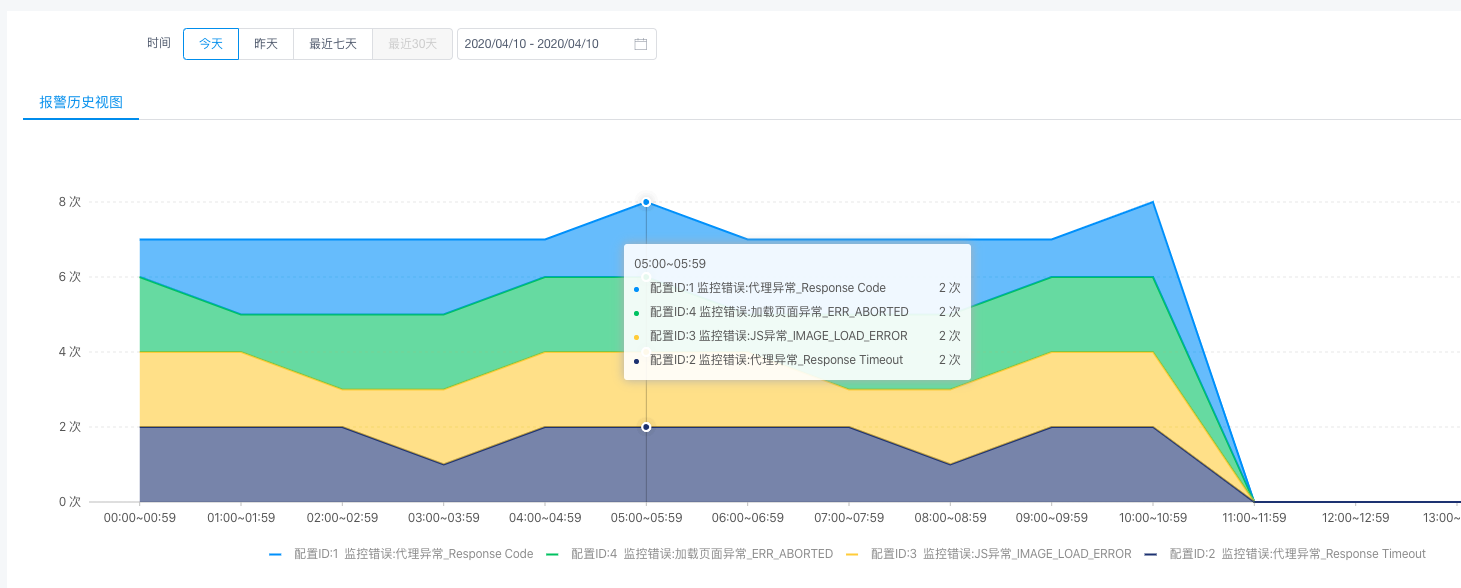 时间 今天 昨天 最近七天 最近30天 2020/04/10 - 2020/04/10
报警历史视图
8 次
6 次
4 次
2 次
0 次
05:00~05:59
配置ID:1 监控错误:代理异常_Response Code 2 次
配置ID:4 监控错误:加载页面异常_ERR_ABORTED 2 次
配置ID:3 监控错误:JS异常_IMAGE_LOAD_ERROR 2 次
配置ID:2 监控错误:代理异常_Response Timeout 2 次
00:00~00:59 01:00~01:59 02:00~02:59 03:00~03:59 04:00~04:59 05:00~05:59 06:00~06:59 07:00~07:59 08:00~08:59 09:00~09:59 10:00~10:59 11:00~11:59 12:00~12:59 13:00~
配置ID:1 监控错误:代理异常_Response Code 配置ID:4 监控错误:加载页面异常_ERR_ABORTED 配置ID:3 监控错误:JS异常_IMAGE_LOAD_ERROR 配置ID:2 监控错误:代理异常_Response Timeout